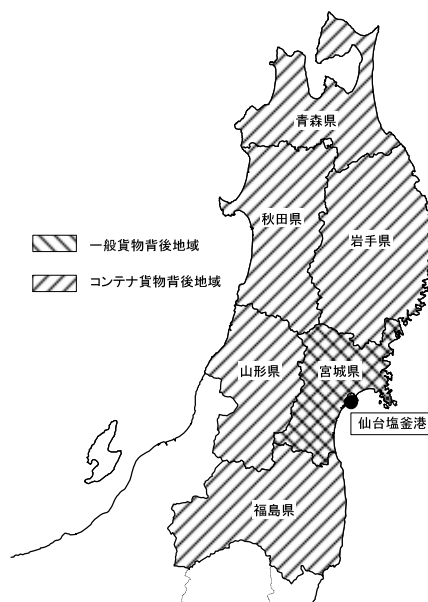 青森県
秋田県
岩手県
一般貨物背後地域
コンテナ貨物背後地域
山形県
宮城県
仙台塩釜港
福島県